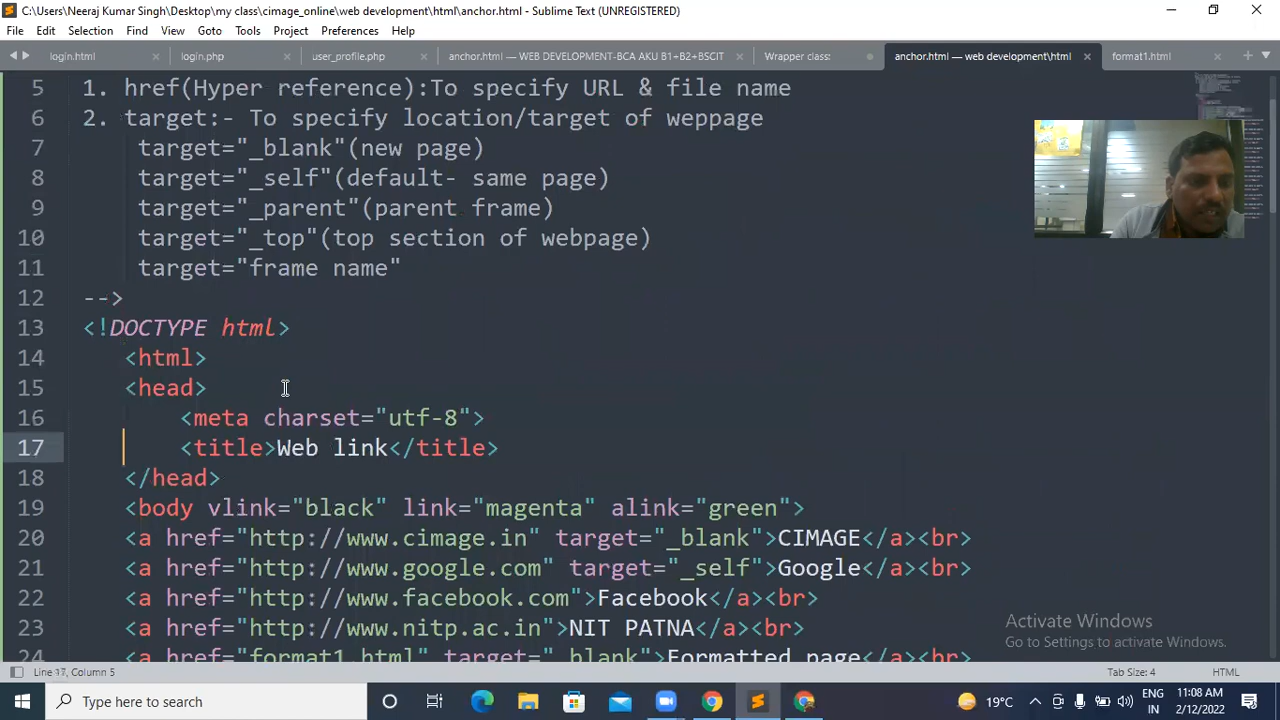 C:\Users\Neeraj Kumar Singh\Desktop\my class\cimage_online\web development\html\anchor.html - Sublime Text (UNREGISTERED)
File Edit Selection Find View Goto Tools Project Preferences Help
login.html login.php user_profile.php anchor.html — WEB DEVELOPMENT-BCA AKU B1+B2+BSCIT Wrapper class: anchor.html — web development\html format1.html
5 1. href(Hyper reference):To specify URL & file name
6 2. target:- To specify location/target of weppage
7 target="_blank"(new page)
8 target="_self"(default- same page)
9 target="_parent"(parent frame)
10 target="_top"(top section of webpage)
11 target="frame name"
12 -->
13 <!DOCTYPE html>
14 <html>
15 <head>
16 <meta charset="utf-8">
17 <title>Web link</title>
18 </head>
19 <body vlink="black" link="magenta" alink="green">
20 <a href="http://www.cimage.in" target="_blank">CIMAGE</a><br>
21 <a href="http://www.google.com" target="_self">Google</a><br>
22 <a href="http://www.facebook.com">Facebook</a><br>
23 <a href="http://www.nitp.ac.in">NIT PATNA</a><br>
24 <a href="format1.html" target="_blank">Formatted page</a><br>
Activate Windows
Go to Settings to activate Windows.
Line 17, Column 5 Tab Size: 4 HTML
Type here to search 19°C ENG 11:08 AM
IN 2/12/2022